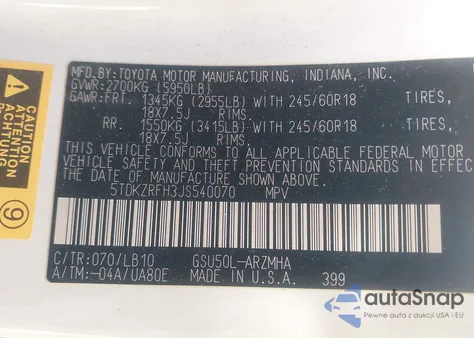 MFD. BY: TOYOTA MOTOR MANUFACTURING, INDIANA, INC.
GVWR: 2700KG (5950LB)
GAWR: FRT. 1345KG (2955LB) WITH 245/60R18 TIRES,
18X7.5J RIMS.
RR. 1550KG (3415LB) WITH 245/60R18 TIRES,
18X7.5J RIMS.
THIS VEHICLE CONFORMS TO ALL APPLICABLE FEDERAL MOTOR
VEHICLE SAFETY AND THEFT PREVENTION STANDARDS IN EFFEC
THE DATE OF MANUFACTURE SHOWN ABOVE.
5TDKZRFH3JS540070 MPV
C/TR:070/LB10 GSU50L-ARZMHA
A/TM:-04A/UA80E MADE IN U.S.A. 399
CAUTION
ATTENTION
ACHTUNG
9
autoSnap
Pewne auta z aukcji USA i EU